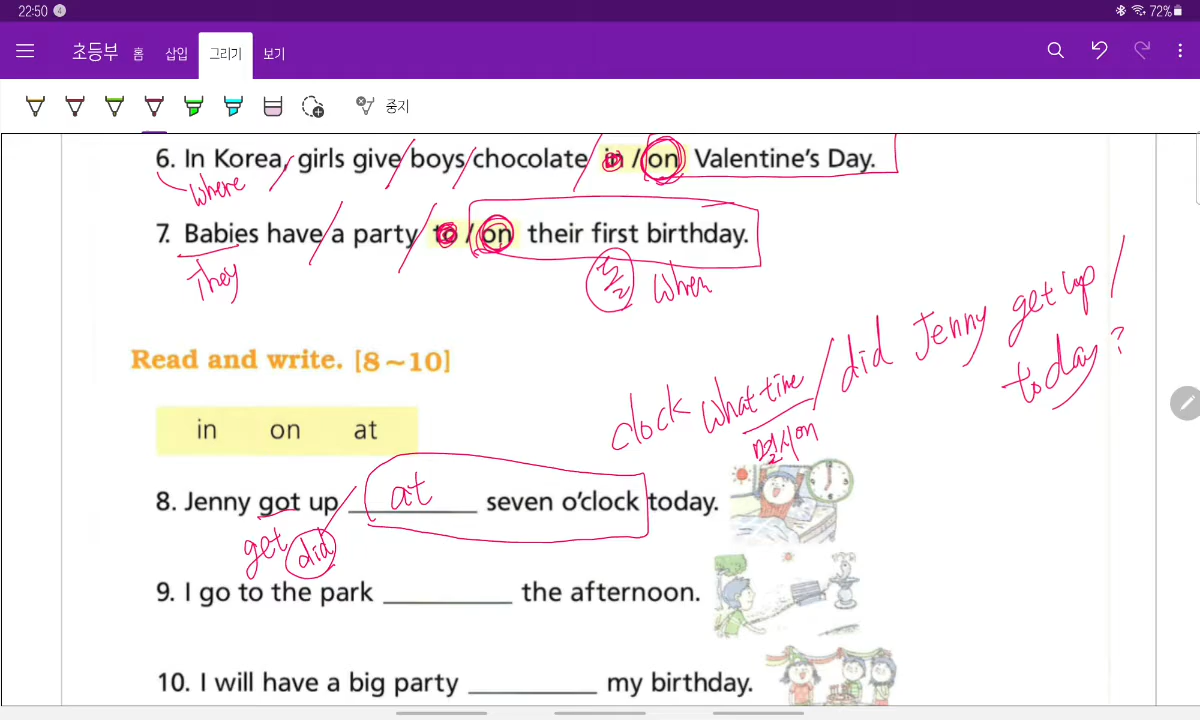 22:50 4 72%
초등부 홈 삽입 그리기 보기
중지
6. In Korea, girls give boys chocolate in / on Valentine's Day.
where
7. Babies have a party to / on their first birthday.
They
when
Read and write. [8~10]
clock what time / did Jenny get up /
today?
in on at
8. Jenny got up at seven o'clock today.
get did
9. I go to the park __________ the afternoon.
10. I will have a big party __________ my birthday.